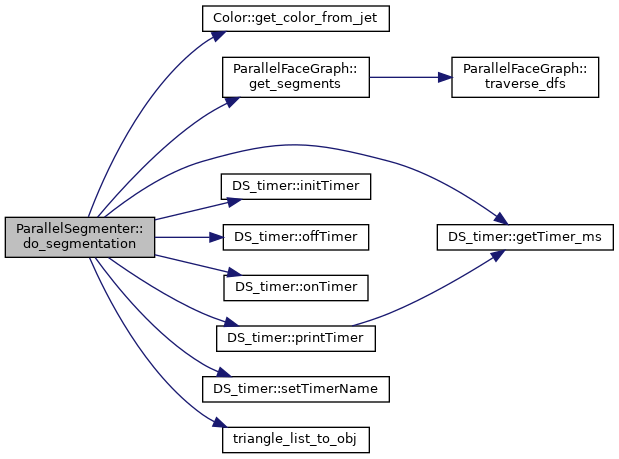 Color::get_color_from_jet
ParallelFaceGraph::
get_segments
ParallelFaceGraph::
traverse_dfs
DS_timer::initTimer
ParallelSegmenter::
do_segmentation
DS_timer::offTimer
DS_timer::getTimer_ms
DS_timer::onTimer
DS_timer::printTimer
DS_timer::setTimerName
triangle_list_to_obj